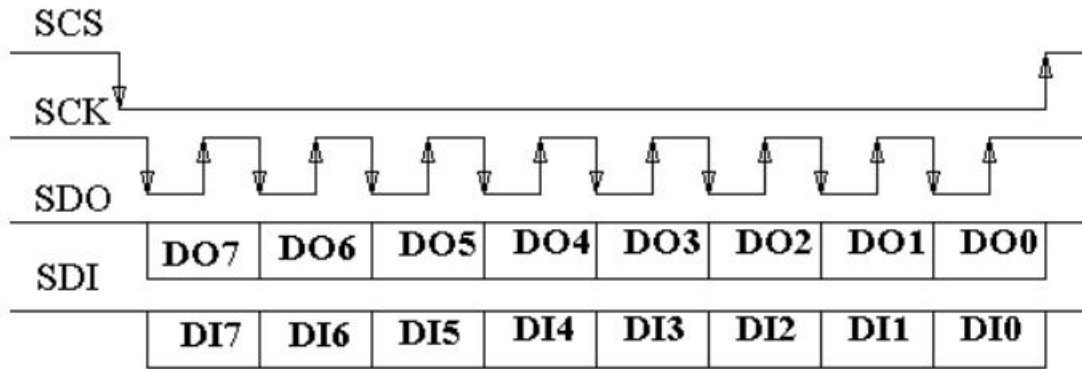 SCS
SCK
SDO
DO7 DO6 DO5 DO4 DO3 DO2 DO1 DO0
SDI
DI7 DI6 DI5 DI4 DI3 DI2 DI1 DI0